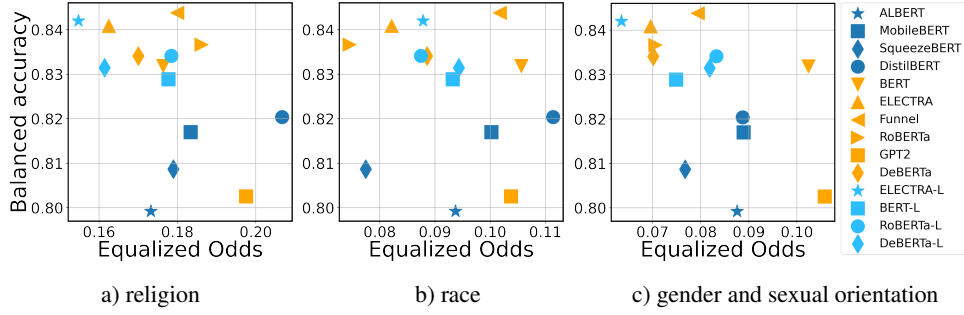 Balanced accuracy
0.84
0.83
0.82
0.81
0.80
0.16
0.18
0.20
Equalized Odds
a) religion
0.84
0.83
0.82
0.81
0.80
0.08
0.09
0.10
0.11
Equalized Odds
b) race
0.84
0.83
0.82
0.81
0.80
0.07
0.08
0.09
0.10
Equalized Odds
c) gender and sexual orientation
ALBERT
MobileBERT
SqueezeBERT
DistilBERT
BERT
ELECTRA
Funnel
RoBERTa
GPT2
DeBERTa
ELECTRA-L
BERT-L
RoBERTa-L
DeBERTa-L